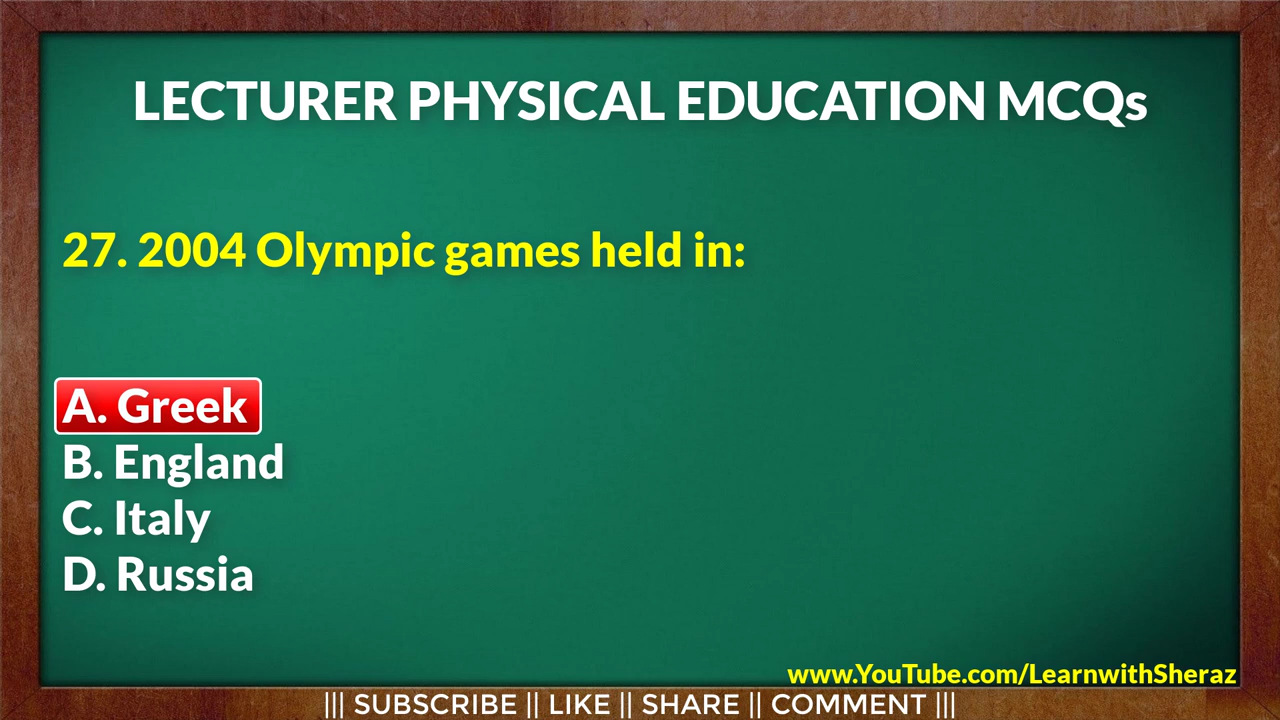 LECTURER PHYSICAL EDUCATION MCQs
27. 2004 Olympic games held in:
A. Greek
B. England
C. Italy
D. Russia
www.YouTube.com/LearnwithSheraz
||| SUBSCRIBE || LIKE || SHARE || COMMENT |||